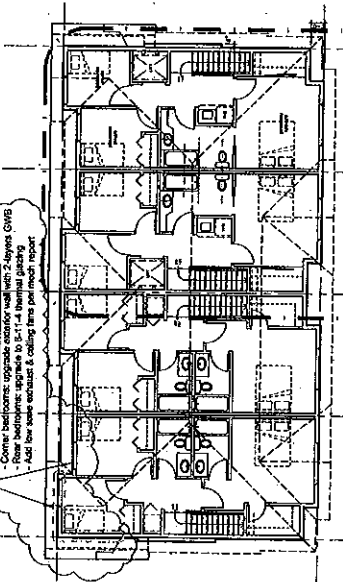 - Corner bedrooms: upgrade exterior wall with 2-layers GWB
- Rear bedrooms: upgrade to 5-11-4 thermal glazing
- Add low sone exhaust & ceiling fans per mech report